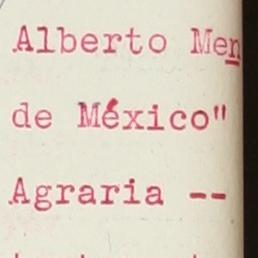 Alberto Men
de México"
Agraria --